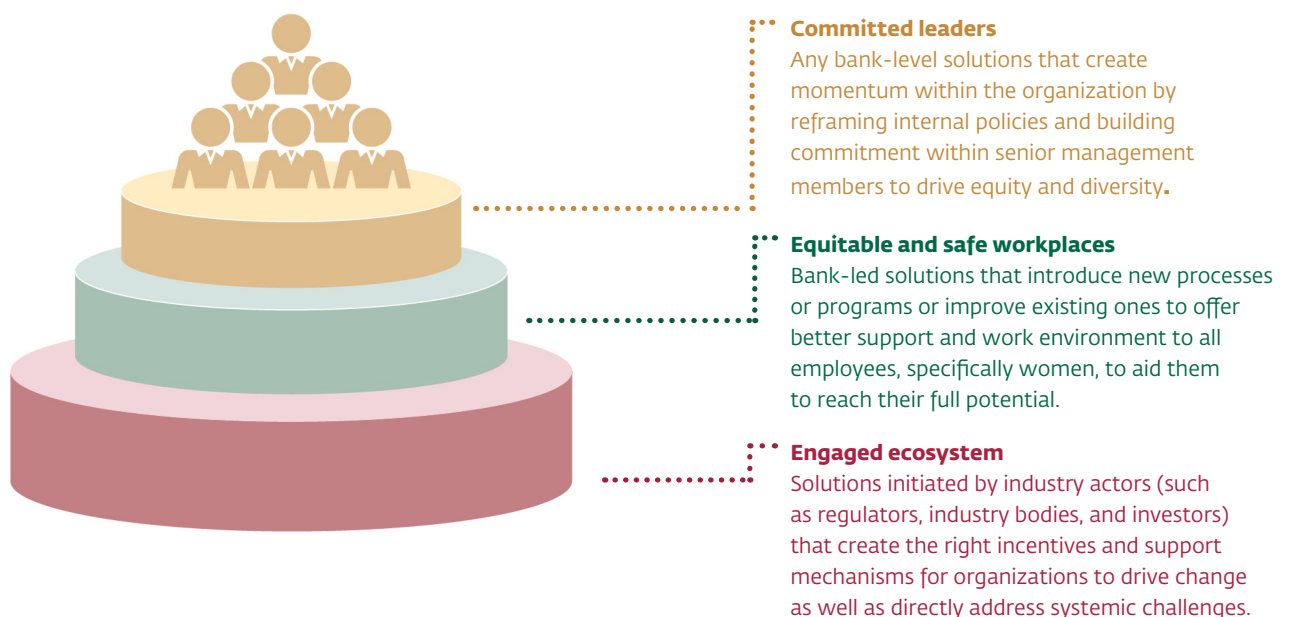 Committed leaders
Any bank-level solutions that create
momentum within the organization by
reframing internal policies and building
commitment within senior management
members to drive equity and diversity.
Equitable and safe workplaces
Bank-led solutions that introduce new processes
or programs or improve existing ones to offer
better support and work environment to all
employees, specifically women, to aid them
to reach their full potential.
Engaged ecosystem
Solutions initiated by industry actors (such
as regulators, industry bodies, and investors)
that create the right incentives and support
mechanisms for organizations to drive change
as well as directly address systemic challenges.